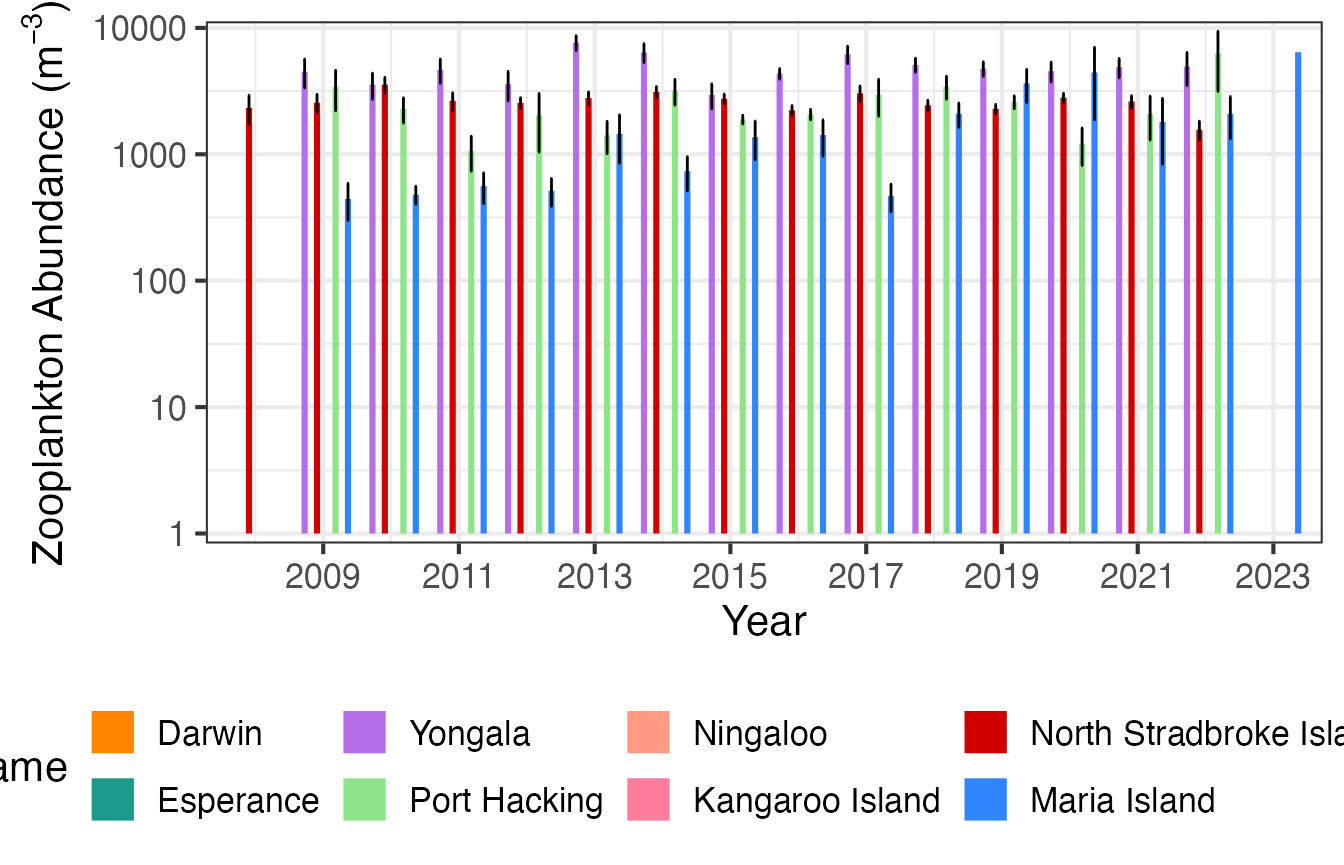 Zooplankton Abundance (m⁻³)
10000
1000
100
10
1
2009 2011 2013 2015 2017 2019 2021 2023
Year
ame
Darwin Yongala Ningaloo North Stradbroke Isla
Esperance Port Hacking Kangaroo Island Maria Island